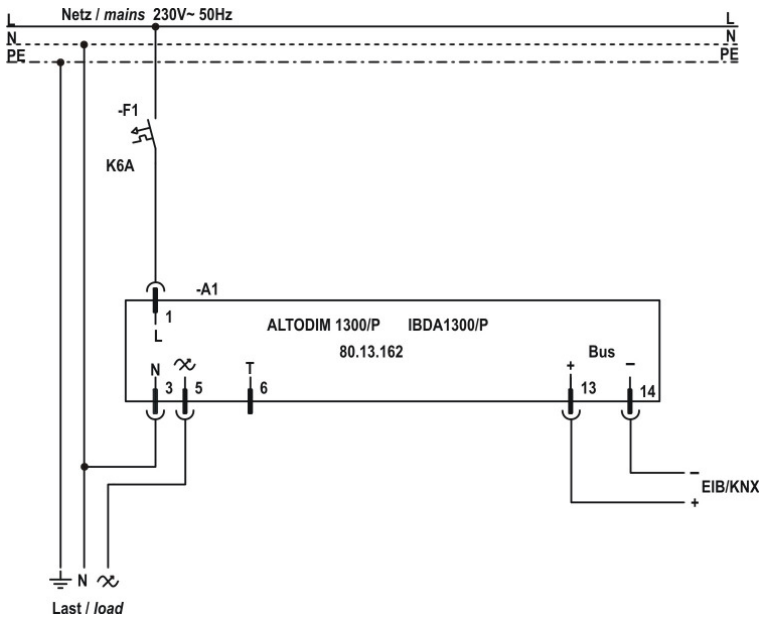 Netz / mains 230V~ 50Hz
L L
N N
PE PE
-F1
K6A
-A1
1
L
ALTODIM 1300/P IBDA1300/P
80.13.162
Bus
N T + −
3 5 6 13 14
−
EIB/KNX
+
N
Last / load